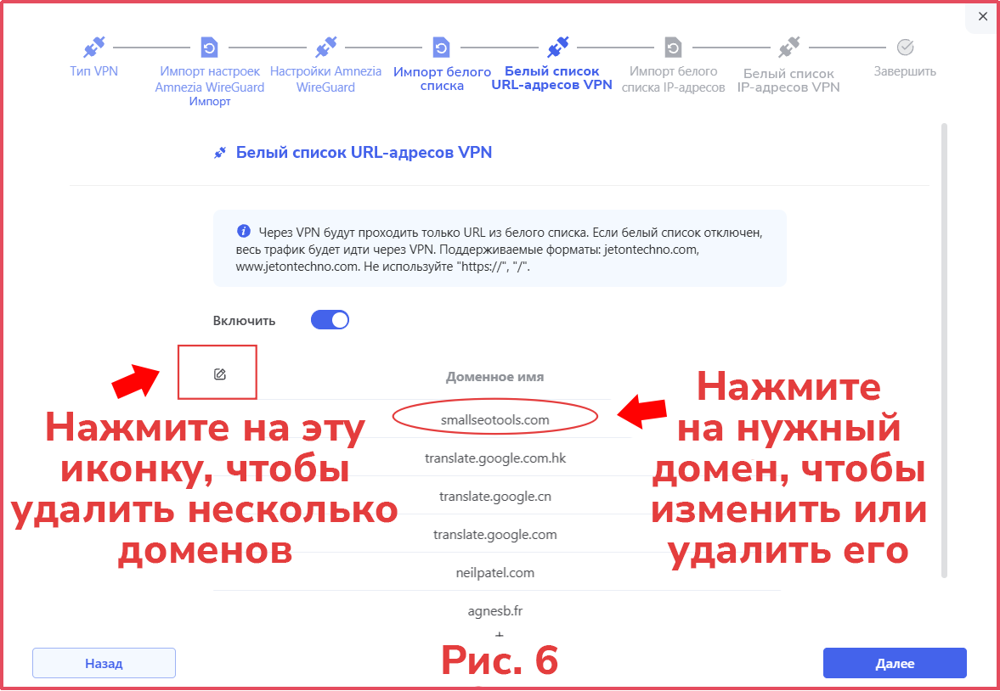 Тип VPN
Импорт настроек
Amnezia WireGuard
Импорт
Настройки Amnezia
WireGuard
Импорт белого
списка
Белый список
URL-адресов VPN
Импорт белого
списка IP-адресов
Белый список
IP-адресов VPN
Завершить
Белый список URL-адресов VPN
Через VPN будут проходить только URL из белого списка. Если белый список отключен,
весь трафик будет идти через VPN. Поддерживаемые форматы: jetontechno.com,
www.jetontechno.com. Не используйте "https://", "/".
Включить
Доменное имя
smallseotools.com
translate.google.com.hk
translate.google.cn
translate.google.com
neilpatel.com
agnesb.fr
+
Нажмите на эту
иконку, чтобы
удалить несколько
доменов
Нажмите
на нужный
домен, чтобы
изменить или
удалить его
Рис. 6
Назад
Далее